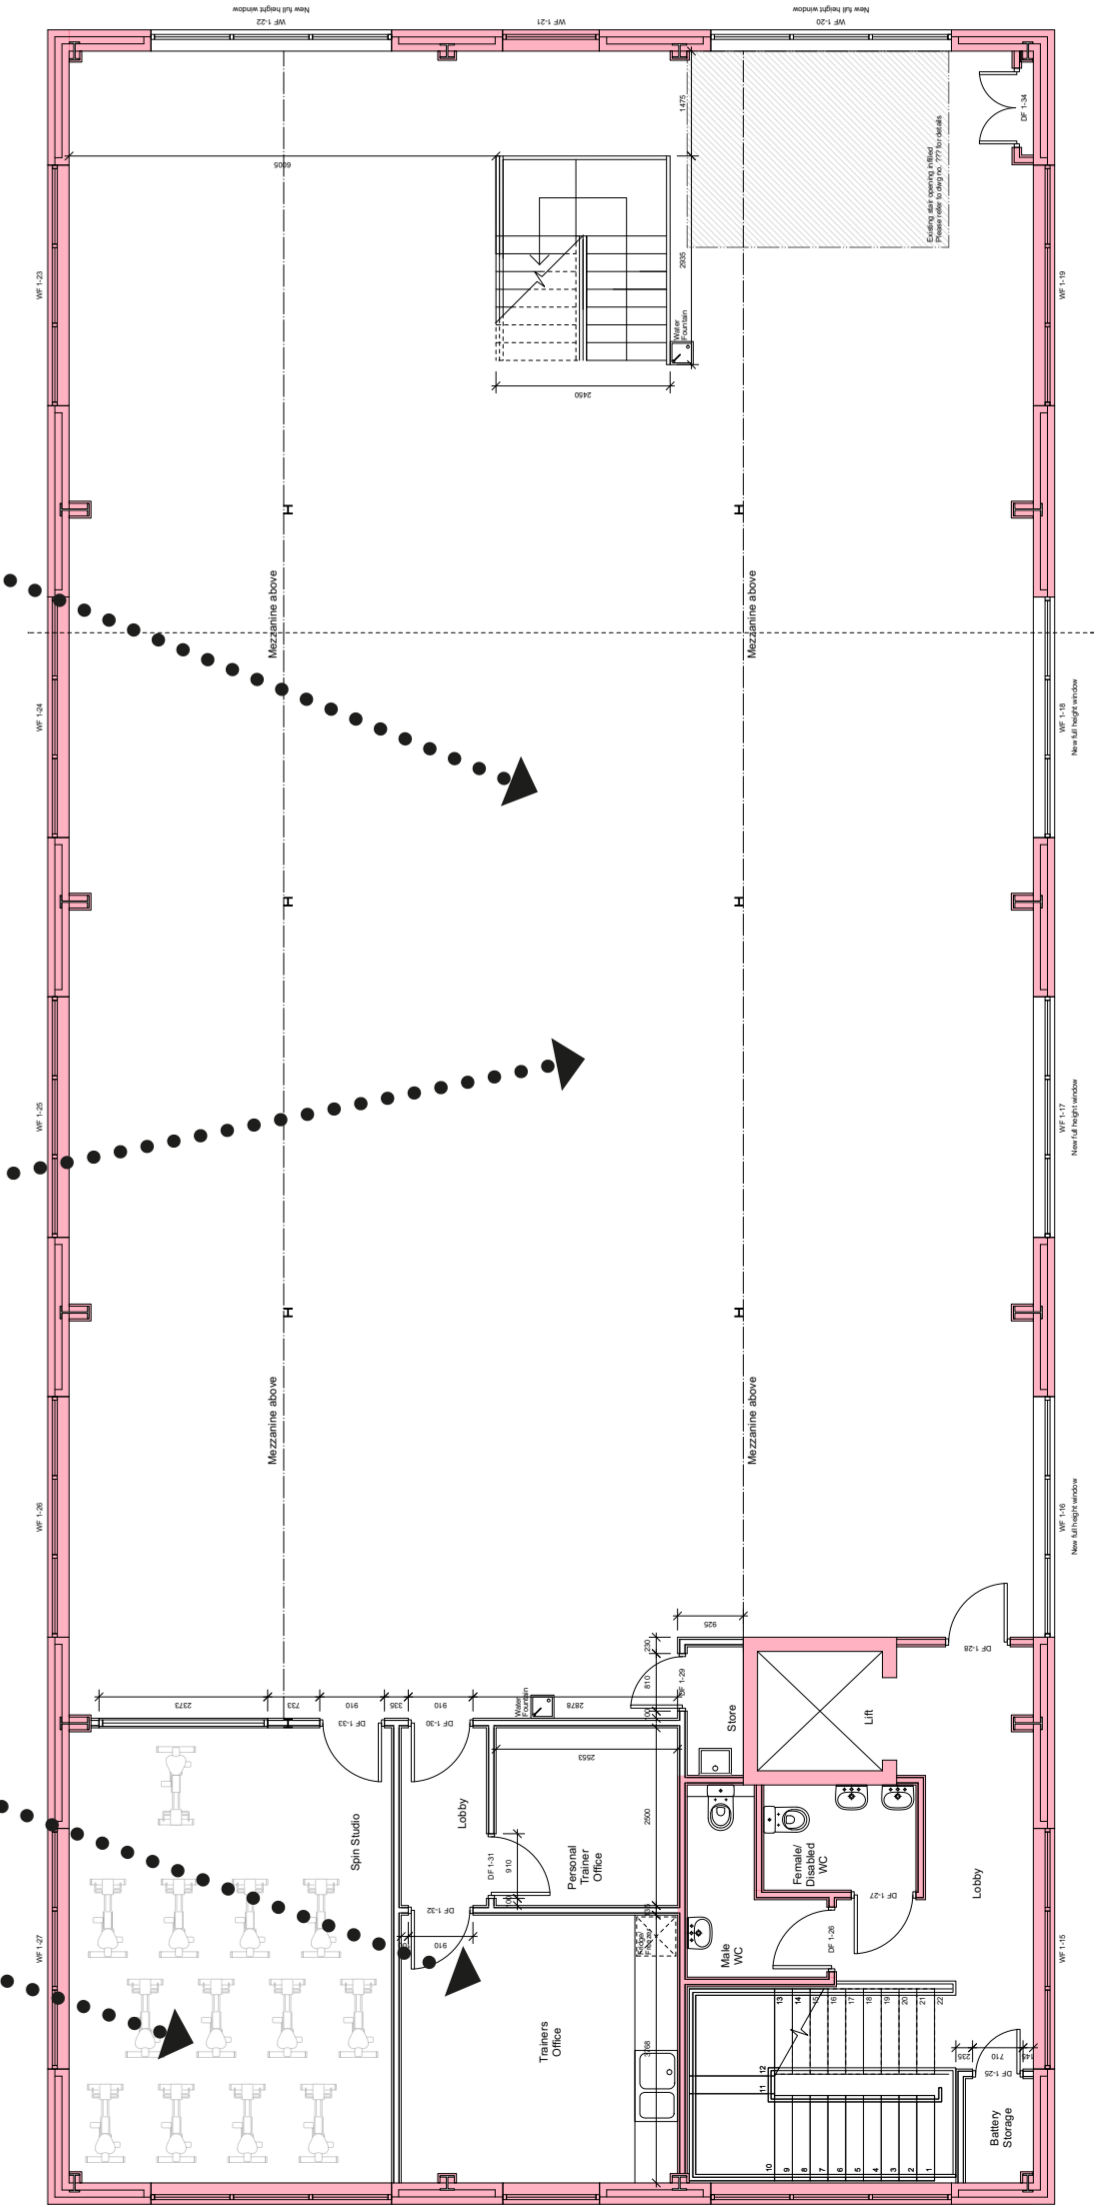 New full height window
WF 1-22
WF 1-21
New full height window
WF 1-20
DF 1-34
1475
6005
Existing stair opening infilled
Please refer to dwg no. ??? for details
WF 1-23
2935
WF 1-19
Water
Fountain
2450
Mezzanine above
Mezzanine above
WF 1-24
WF 1-18
New full height window
WF 1-25
WF 1-17
New full height window
Mezzanine above
Mezzanine above
WF 1-26
WF 1-16
New full height window
925
230
DF 1-28
810
DF 1-29
100
2373
733
910
335
910
2878
Water
Fountain
DF 1-33
DF 1-30
Store
Lift
2553
Spin Studio
Lobby
2500
DF 1-31
910
100
Personal
Trainer
Office
Female/
Disabled
WC
Lobby
DF 1-32
910
DF 1-27
DF 1-26
Male
WC
WF 1-27
WF 1-15
Fridge/
Freezer
Trainers
Office
3768
13
14
15
16
17
18
19
20
21
22
12
11
10
9
8
7
6
5
4
3
2
1
235
710
145
DF 1-25
Battery
Storage